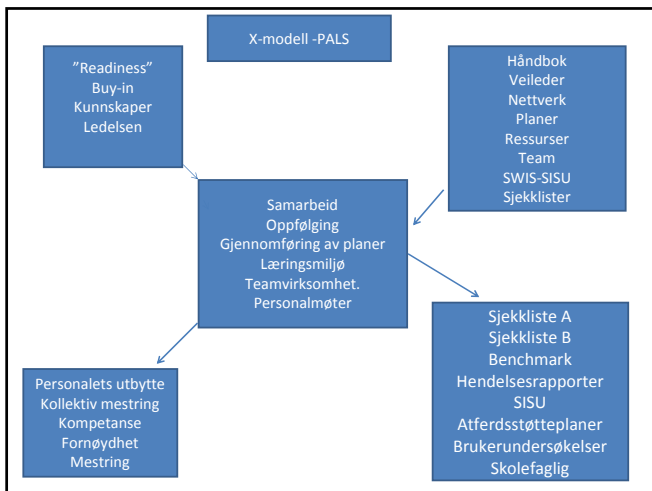 X-modell -PALS
”Readiness”
Buy-in
Kunnskaper
Ledelsen
Håndbok
Veileder
Nettverk
Planer
Ressurser
Team
SWIS-SISU
Sjekklister
Samarbeid
Oppfølging
Gjennomføring av planer
Læringsmiljø
Teamvirksomhet.
Personalmøter
Personalets utbytte
Kollektiv mestring
Kompetanse
Fornøydhet
Mestring
Sjekkliste A
Sjekkliste B
Benchmark
Hendelsesrapporter
SISU
Atferdsstøtteplaner
Brukerundersøkelser
Skolefaglig